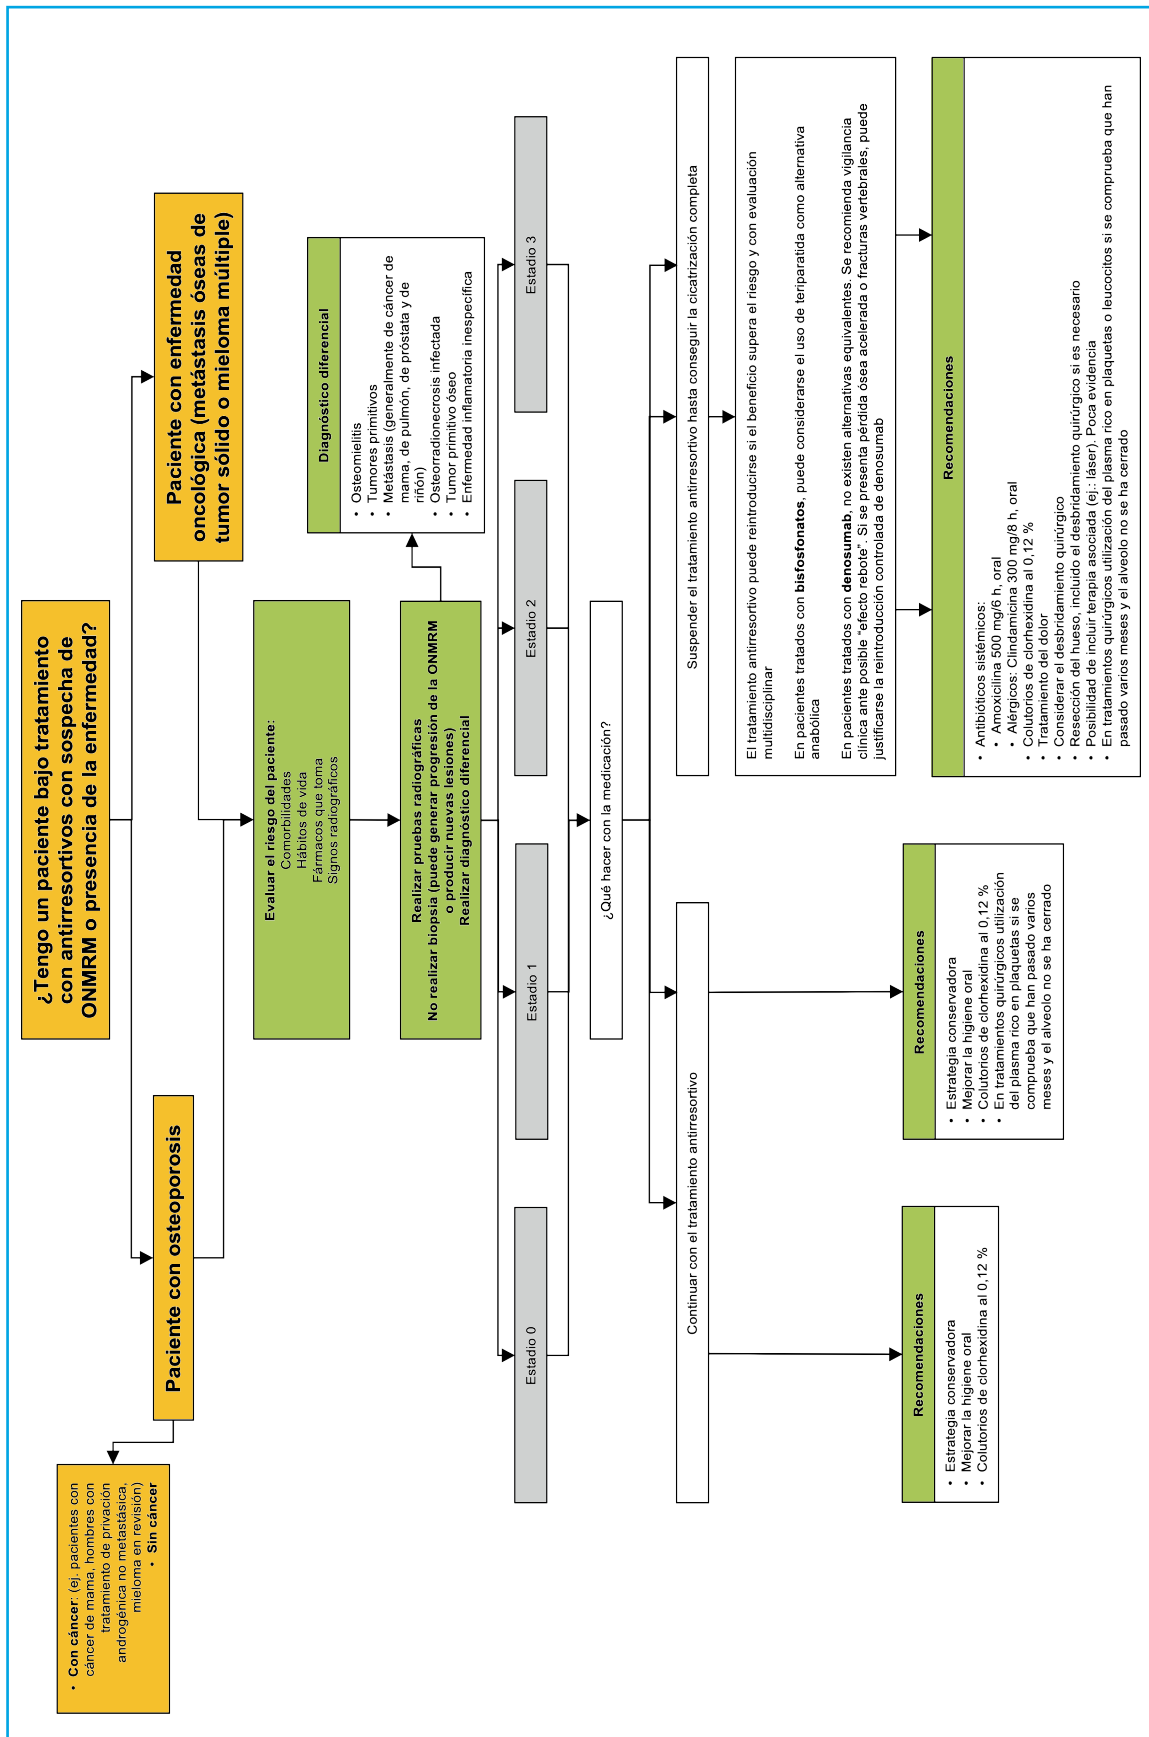 ¿Tengo un paciente bajo tratamiento
con antirresortivos con sospecha de
ONMRM o presencia de la enfermedad?
Paciente con osteoporosis
• Con cáncer: (ej. pacientes con
cáncer de mama, hombres con
tratamiento de privación
androgénica no metastásica,
mieloma en revisión)
• Sin cáncer
Paciente con enfermedad
oncológica (metástasis óseas de
tumor sólido o mieloma múltiple)
Evaluar el riesgo del paciente:
Comorbilidades
Hábitos de vida
Fármacos que toma
Signos radiográficos
Realizar pruebas radiográficas
No realizar biopsia (puede generar progresión de la ONMRM
o producir nuevas lesiones)
Realizar diagnóstico diferencial
Diagnóstico diferencial
• Osteomielitis
• Tumores primitivos
• Metástasis (generalmente de cáncer de
mama, de pulmón, de próstata y de
riñón)
• Osteorradionecrosis infectada
• Tumor primitivo óseo
• Enfermedad inflamatoria inespecífica
Estadio 0
Estadio 1
Estadio 2
Estadio 3
¿Qué hacer con la medicación?
Continuar con el tratamiento antirresortivo
Suspender el tratamiento antirresortivo hasta conseguir la cicatrización completa
El tratamiento antirresortivo puede reintroducirse si el beneficio supera el riesgo y con evaluación
multidisciplinar
En pacientes tratados con bisfosfonatos, puede considerarse el uso de teriparatida como alternativa
anabólica
En pacientes tratados con denosumab, no existen alternativas equivalentes. Se recomienda vigilancia
clínica ante posible "efecto rebote". Si se presenta pérdida ósea acelerada o fracturas vertebrales, puede
justificarse la reintroducción controlada de denosumab
Recomendaciones
• Estrategia conservadora
• Mejorar la higiene oral
• Colutorios de clorhexidina al 0,12 %
Recomendaciones
• Estrategia conservadora
• Mejorar la higiene oral
• Colutorios de clorhexidina al 0,12 %
• En tratamientos quirúrgicos utilización
del plasma rico en plaquetas si se
comprueba que han pasado varios
meses y el alveolo no se ha cerrado
Recomendaciones
• Antibióticos sistémicos:
• Amoxicilina 500 mg/6 h, oral
• Alérgicos: Clindamicina 300 mg/8 h, oral
• Colutorios de clorhexidina al 0,12 %
• Tratamiento del dolor
• Considerar el desbridamiento quirúrgico
• Resección del hueso, incluido el desbridamiento quirúrgico si es necesario
• Posibilidad de incluir terapia asociada (ej.: láser). Poca evidencia
• En tratamientos quirúrgicos utilización del plasma rico en plaquetas o leucocitos si se comprueba que han
pasado varios meses y el alveolo no se ha cerrado